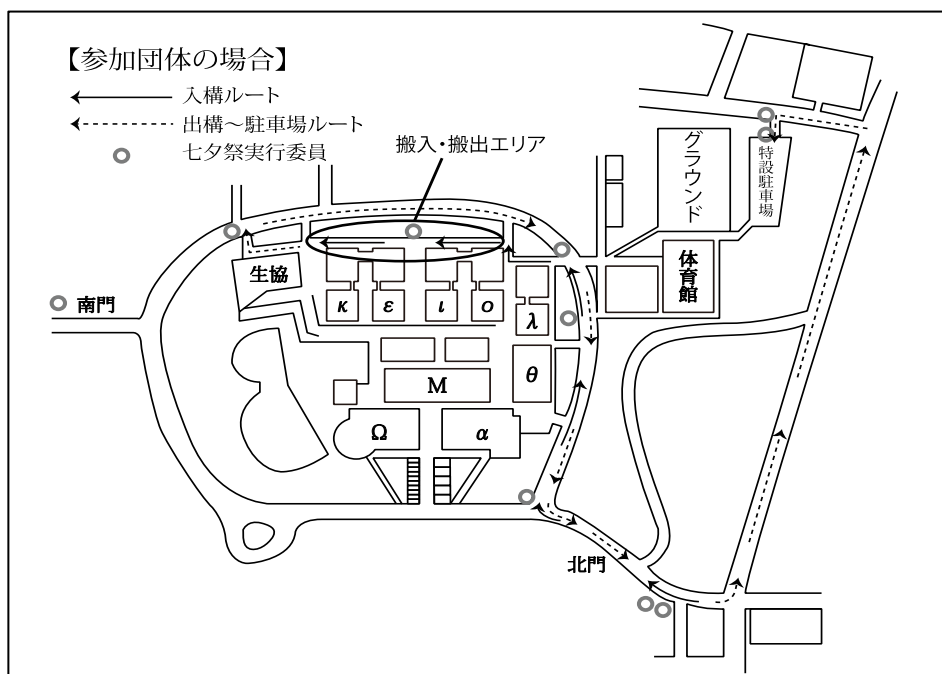 【参加団体の場合】
入構ルート
出構～駐車場ルート
七夕祭実行委員
搬入・搬出エリア
グラウンド
特設駐車場
体育館
生協
南門
κ
ε
ι
ο
λ
θ
M
Ω
α
北門